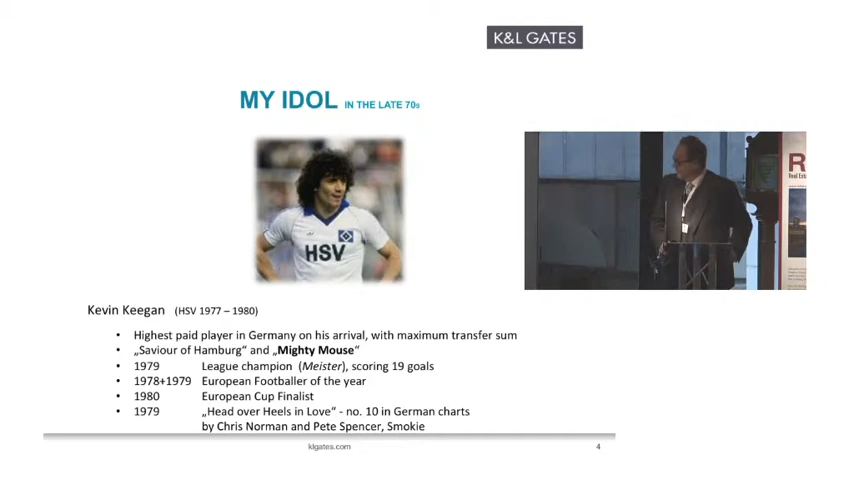 K&L GATES
MY IDOL IN THE LATE 70s
HSV
R
Real Est
Kevin Keegan (HSV 1977 – 1980)
• Highest paid player in Germany on his arrival, with maximum transfer sum
• „Saviour of Hamburg“ and „Mighty Mouse“
• 1979 League champion (Meister), scoring 19 goals
• 1978+1979 European Footballer of the year
• 1980 European Cup Finalist
• 1979 „Head over Heels in Love“ - no. 10 in German charts
by Chris Norman and Pete Spencer, Smokie
klgates.com
4